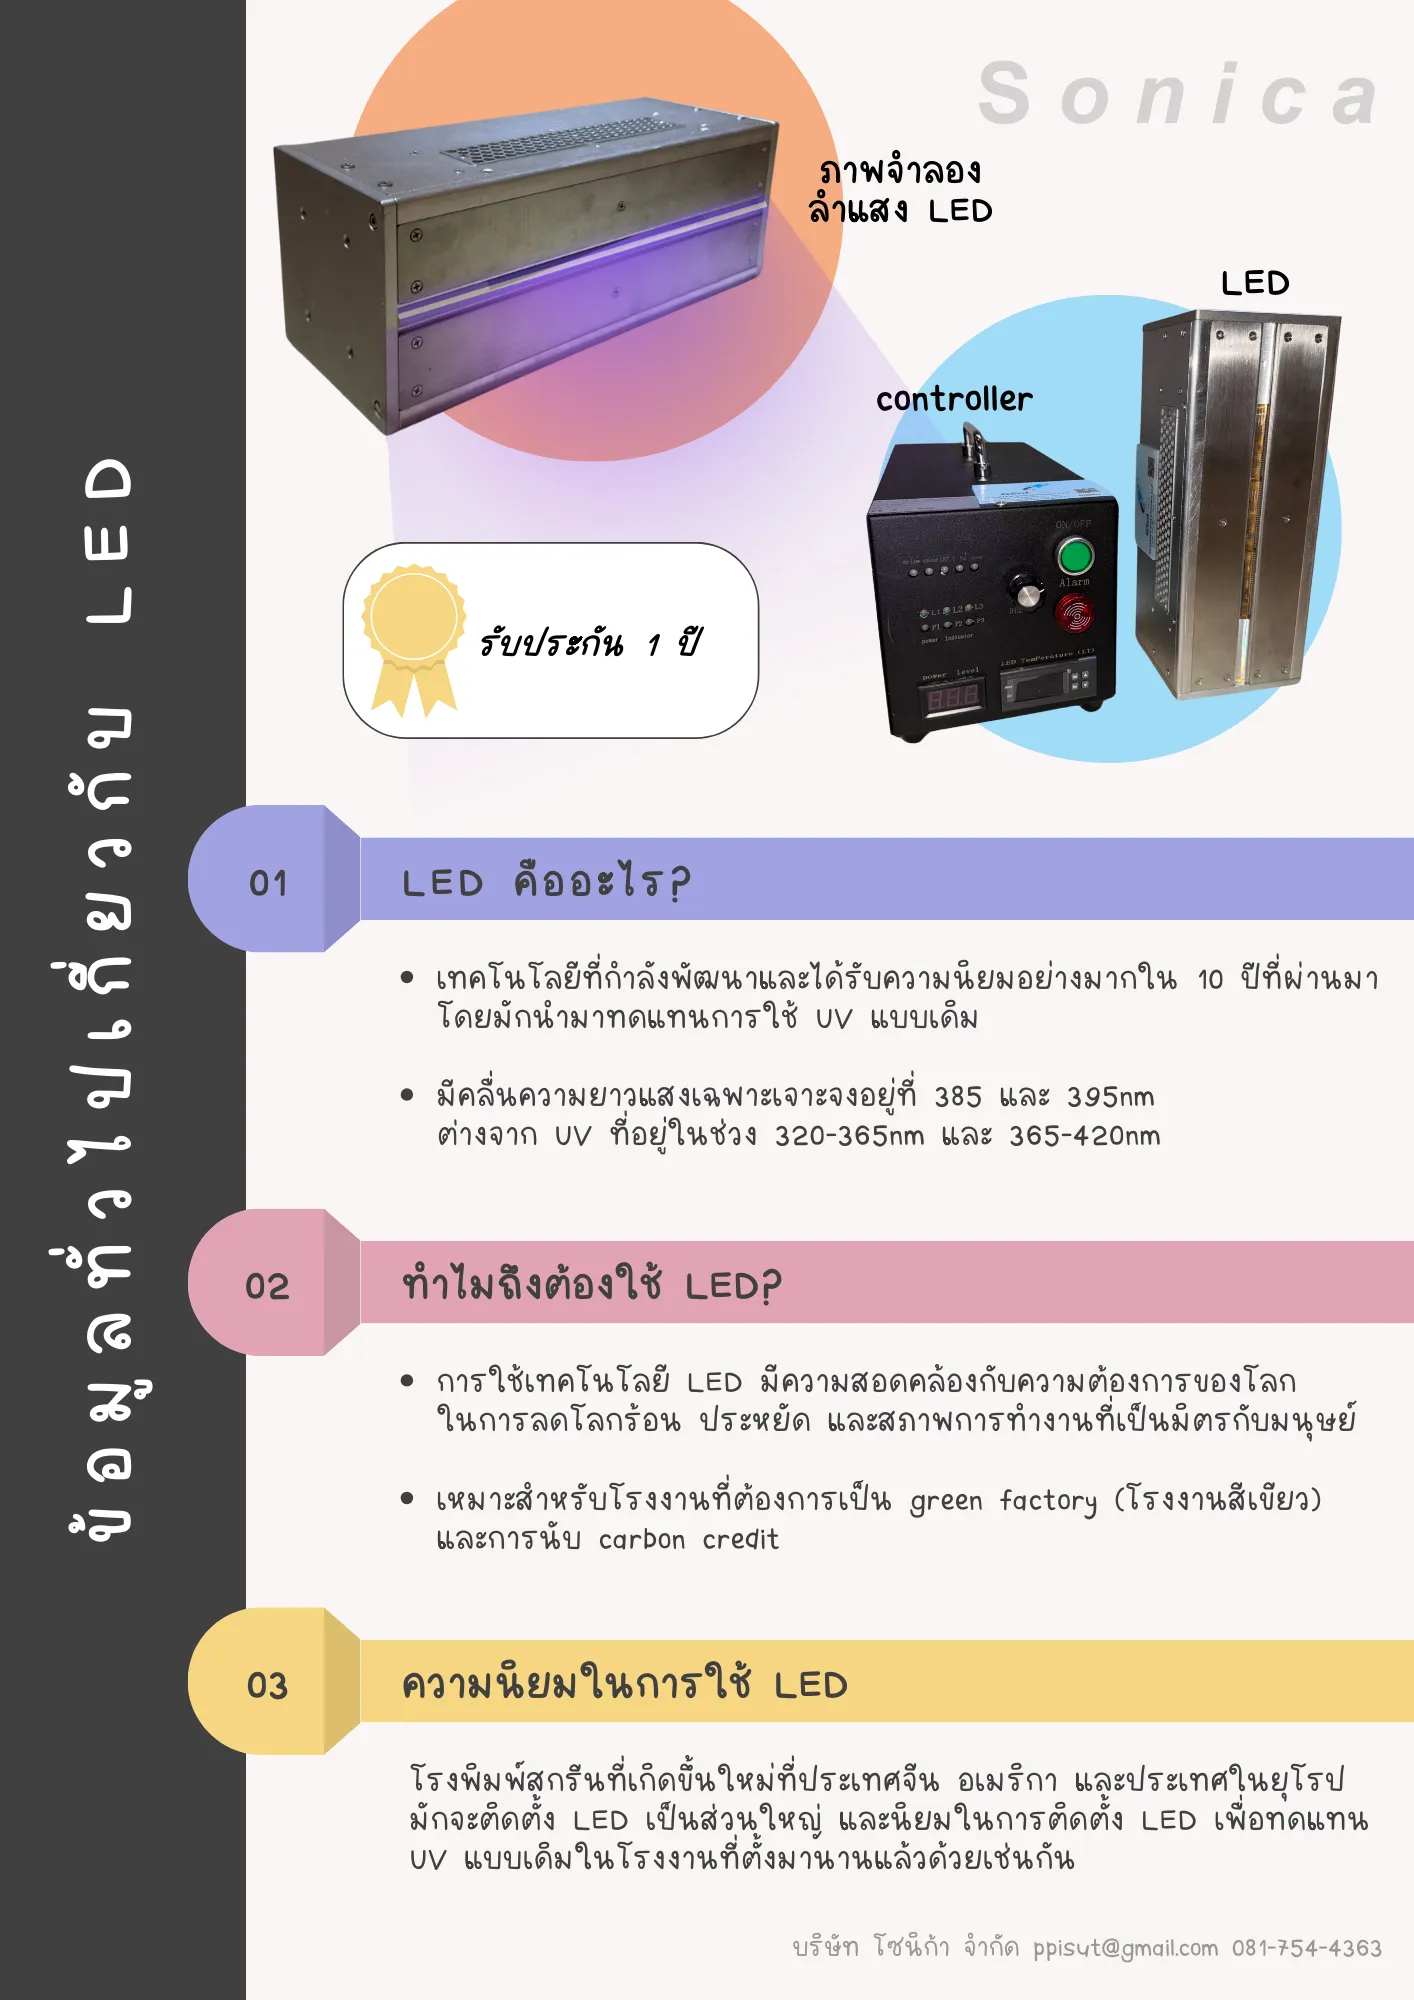 Sonica
ภาพจำลอง
ลำแสง LED
LED
controller
ON/OFF
Alarm
L1 L2 L3
P1 P2 P3
power Indicator
LED TemPerature (LT)
power level
รับประกัน 1 ปี
ข้อมูลทั่วไปเกี่ยวกับ LED
01
LED คืออะไร?
• เทคโนโลยีที่กำลังพัฒนาและได้รับความนิยมอย่างมากใน 10 ปีที่ผ่านมา
โดยมักนำมาทดแทนการใช้ UV แบบเดิม
• มีคลื่นความยาวแสงเฉพาะเจาะจงอยู่ที่ 385 และ 395nm
ต่างจาก UV ที่อยู่ในช่วง 320-365nm และ 365-420nm
02
ทำไมถึงต้องใช้ LED?
• การใช้เทคโนโลยี LED มีความสอดคล้องกับความต้องการของโลก
ในการลดโลกร้อน ประหยัด และสภาพการทำงานที่เป็นมิตรกับมนุษย์
• เหมาะสำหรับโรงงานที่ต้องการเป็น green factory (โรงงานสีเขียว)
และการนับ carbon credit
03
ความนิยมในการใช้ LED
โรงพิมพ์สกรีนที่เกิดขึ้นใหม่ที่ประเทศจีน อเมริกา และประเทศในยุโรป
มักจะติดตั้ง LED เป็นส่วนใหญ่ และนิยมในการติดตั้ง LED เพื่อทดแทน
UV แบบเดิมในโรงงานที่ตั้งมานานแล้วด้วยเช่นกัน
บริษัท โซนิก้า จำกัด ppisut@gmail.com 081-754-4363